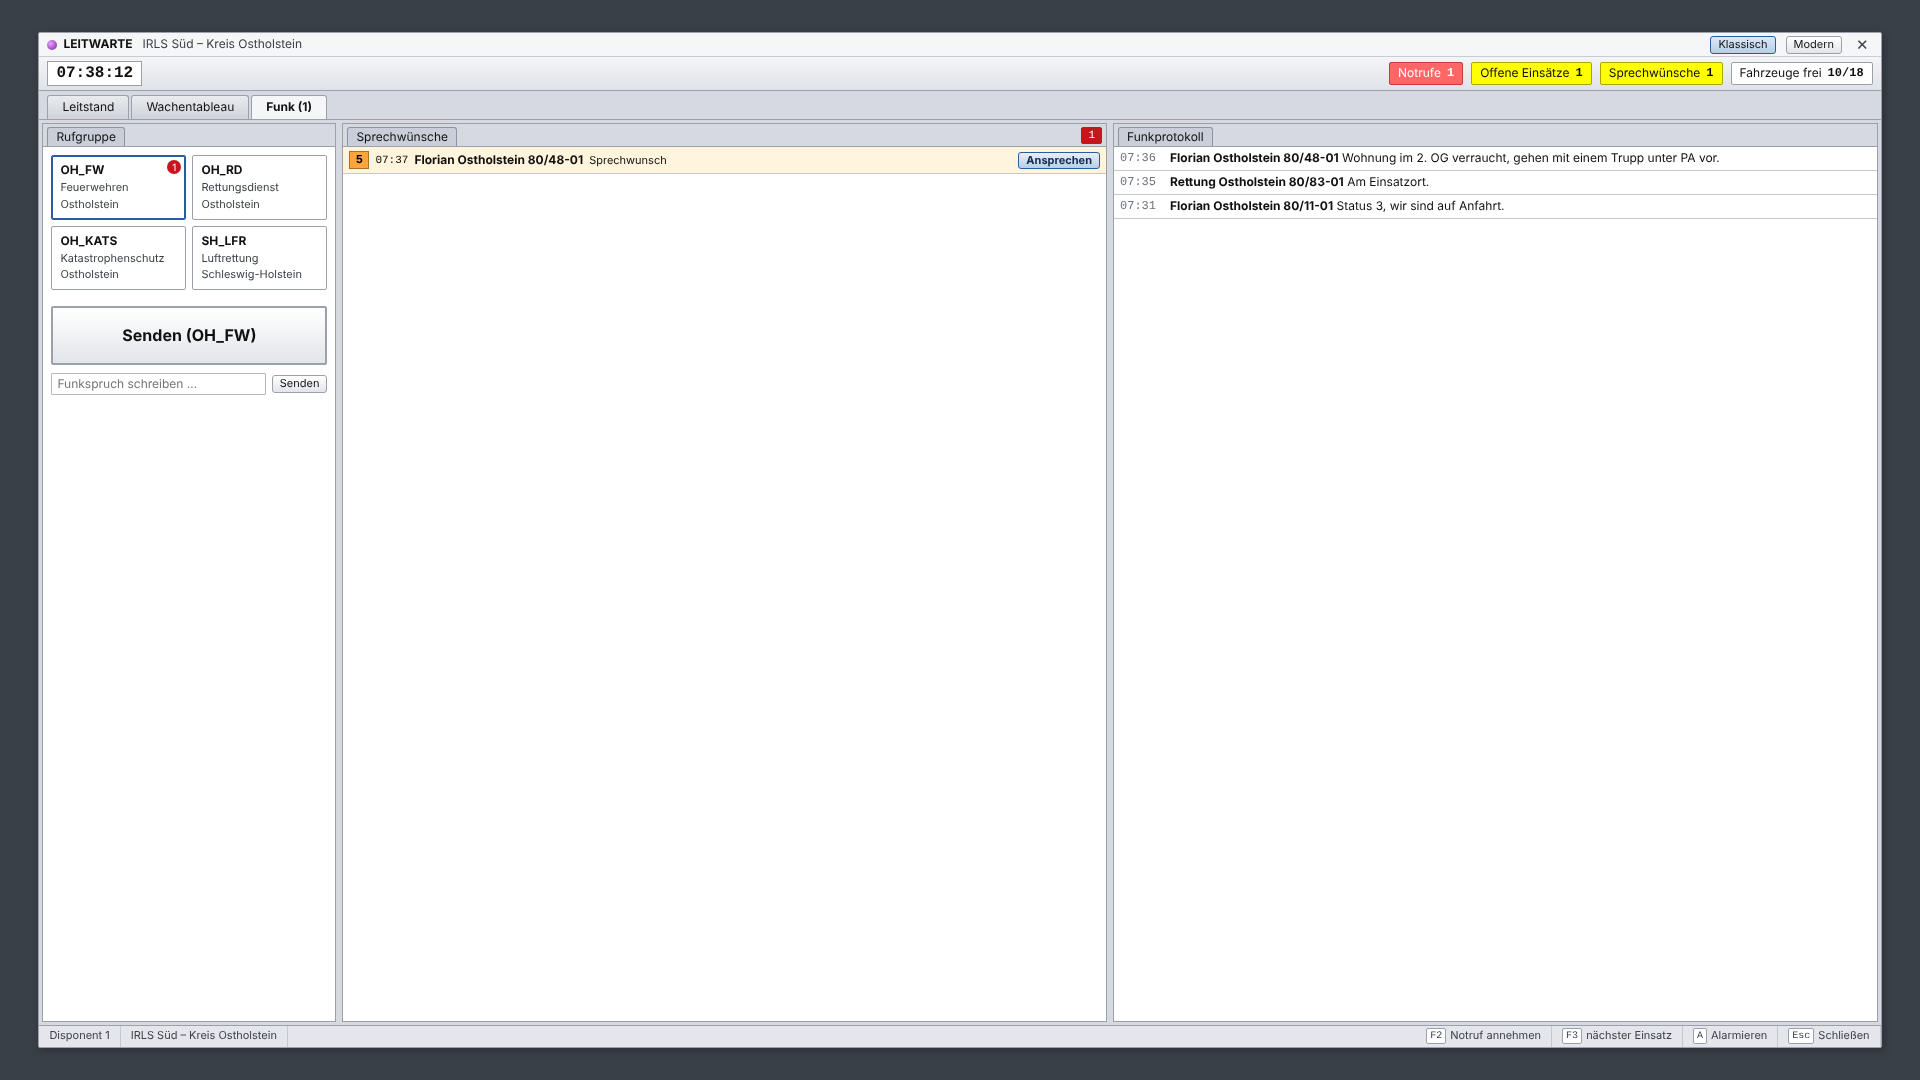 LEITWARTE IRLS Süd – Kreis Ostholstein Klassisch Modern ✕
07:38:12 Notrufe 1 Offene Einsätze 1 Sprechwünsche 1 Fahrzeuge frei 10/18
Leitstand Wachentableau Funk (1)
Rufgruppe
OH_FW 1
Feuerwehren
Ostholstein
OH_RD
Rettungsdienst
Ostholstein
OH_KATS
Katastrophenschutz
Ostholstein
SH_LFR
Luftrettung
Schleswig-Holstein
Senden (OH_FW)
Funkspruch schreiben ... Senden
Sprechwünsche 1
5 07:37 Florian Ostholstein 80/48-01 Sprechwunsch Ansprechen
Funkprotokoll
07:36 Florian Ostholstein 80/48-01 Wohnung im 2. OG verraucht, gehen mit einem Trupp unter PA vor.
07:35 Rettung Ostholstein 80/83-01 Am Einsatzort.
07:31 Florian Ostholstein 80/11-01 Status 3, wir sind auf Anfahrt.
Disponent 1 IRLS Süd – Kreis Ostholstein F2 Notruf annehmen F3 nächster Einsatz A Alarmieren Esc Schließen